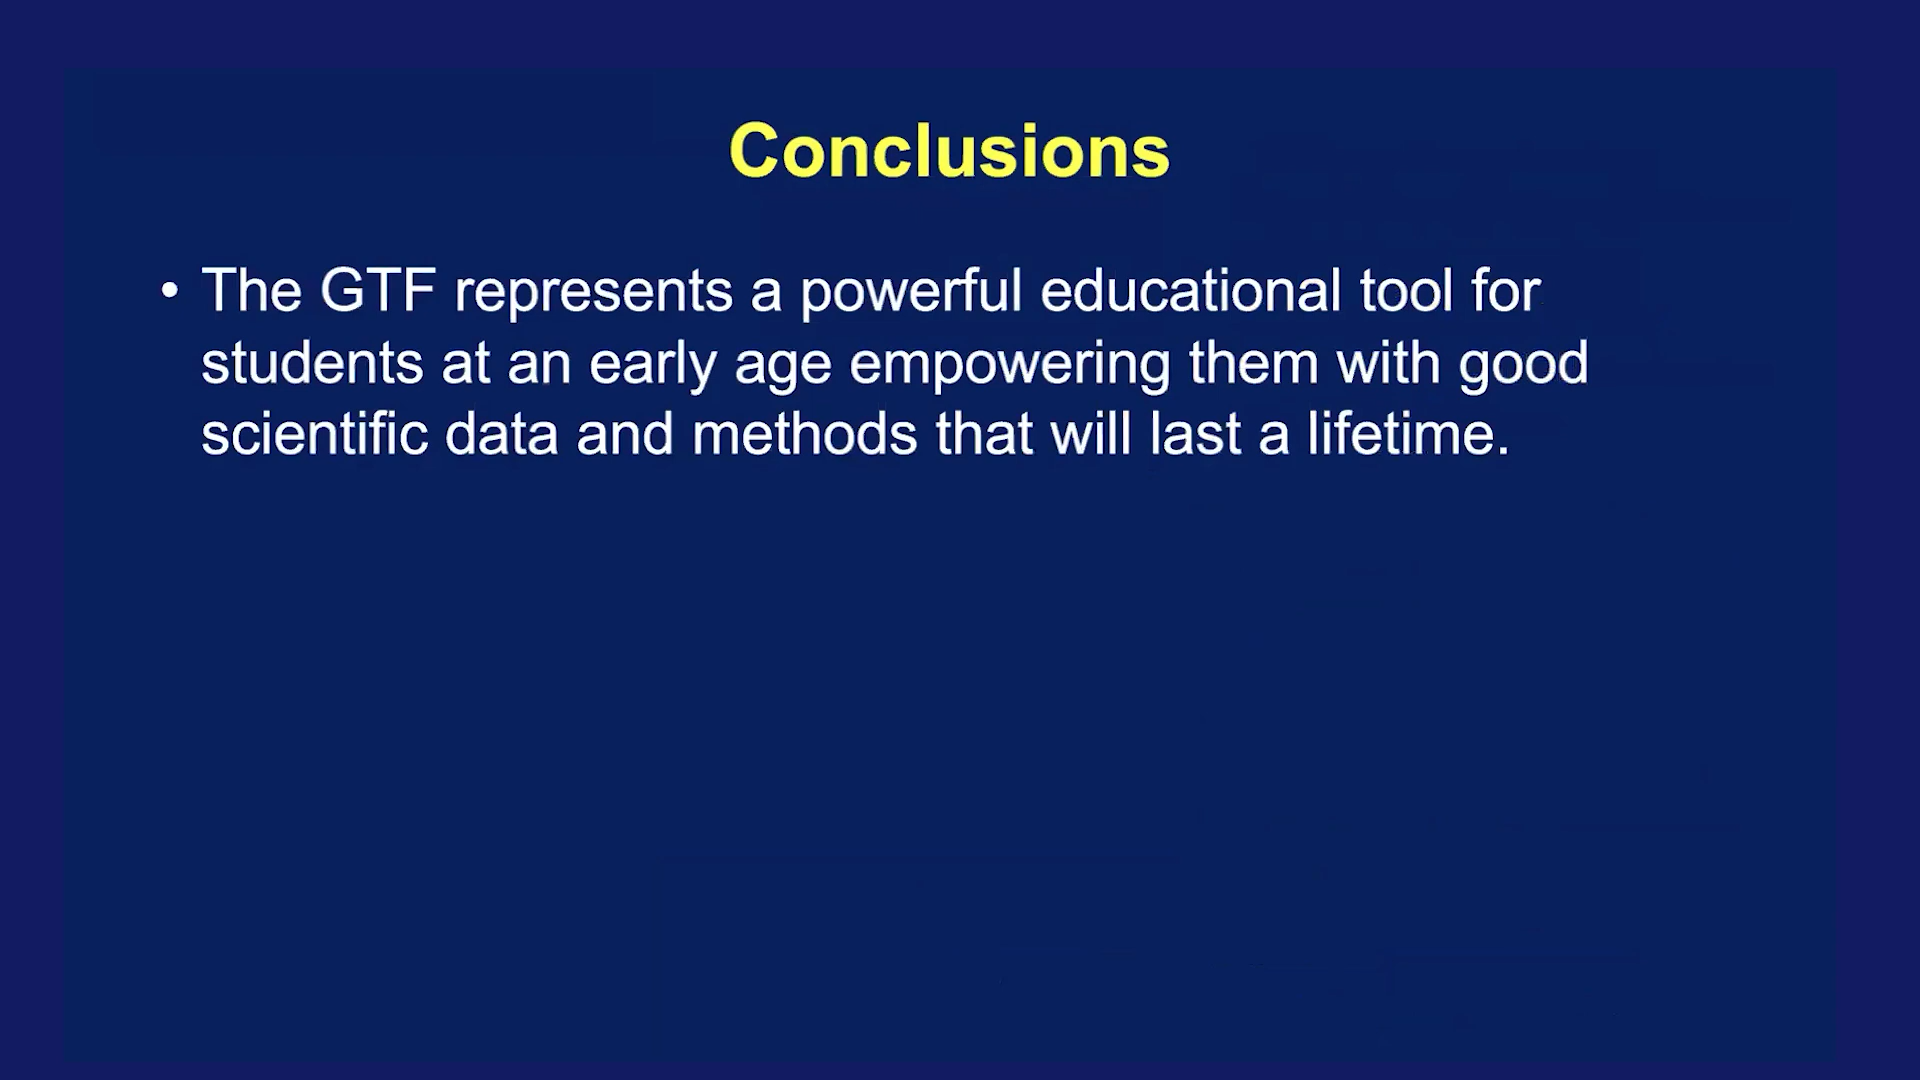 Conclusions
• The GTF represents a powerful educational tool for
students at an early age empowering them with good
scientific data and methods that will last a lifetime.